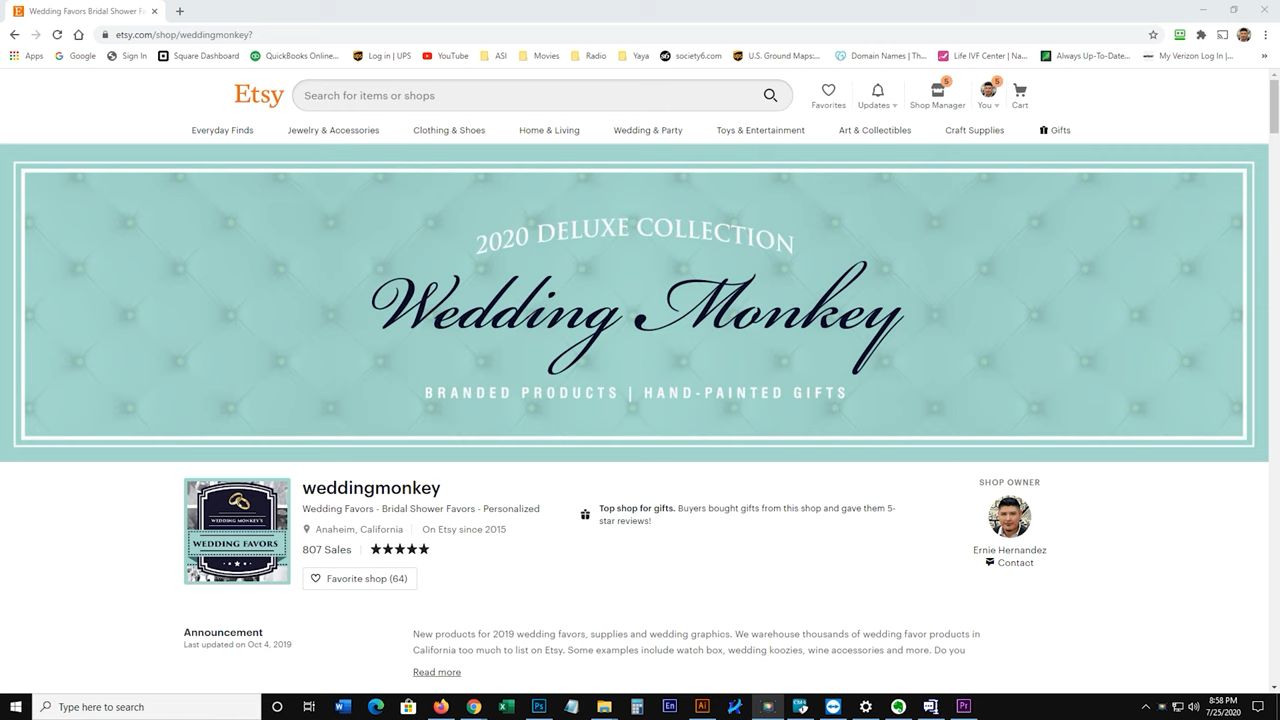 Wedding Favors Bridal Shower F
etsy.com/shop/weddingmonkey?
Apps Google Sign In Square Dashboard QuickBooks Online... Log in | UPS YouTube ASI Movies Radio Yaya society6.com U.S. Ground Maps:... Domain Names | Th... Life IVF Center | Na... Always Up-To-Date... My Verizon Log In |... »
Etsy
Search for items or shops
5 5
Favorites Updates Shop Manager You Cart
Everyday Finds Jewelry & Accessories Clothing & Shoes Home & Living Wedding & Party Toys & Entertainment Art & Collectibles Craft Supplies Gifts
2020 DELUXE COLLECTION
Wedding Monkey
BRANDED PRODUCTS | HAND-PAINTED GIFTS
WEDDING MONKEY'S
WEDDING FAVORS
weddingmonkey
Wedding Favors - Bridal Shower Favors - Personalized
Anaheim, California On Etsy since 2015
807 Sales
Favorite shop (64)
Top shop for gifts. Buyers bought gifts from this shop and gave them 5-
star reviews!
SHOP OWNER
Ernie Hernandez
Contact
Announcement
Last updated on Oct 4, 2019
New products for 2019 wedding favors, supplies and wedding graphics. We warehouse thousands of wedding favor products in
California too much to list on Etsy. Some examples include watch box, wedding koozies, wine accessories and more. Do you
Read more
Type here to search
8:58 PM
7/25/2020